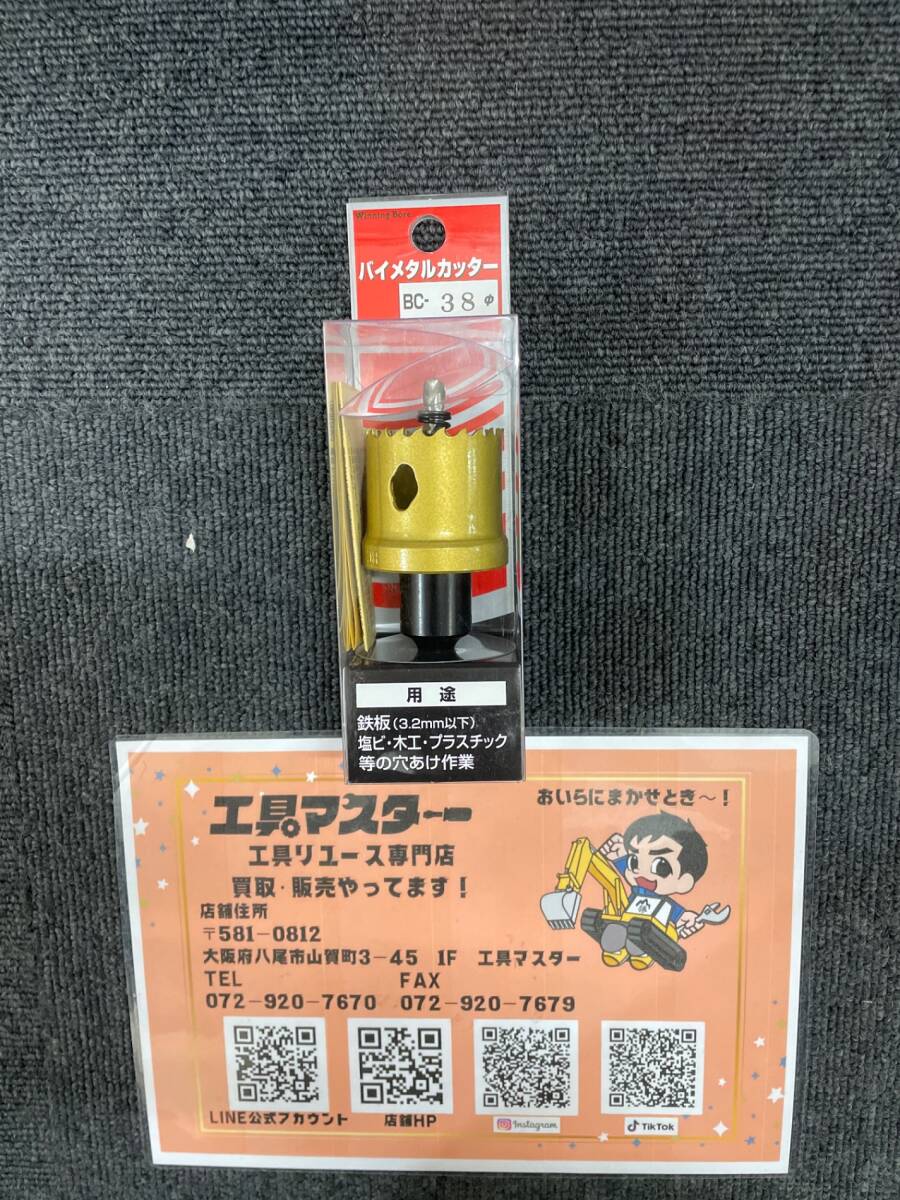 Winning Bore
バイメタルカッター
BC- 38φ
用途
鉄板(3.2mm以下)
塩ビ・木工・プラスチック
等の穴あけ作業
工具マスター
おいらにまかせとき～！
工具リユース専門店
買取・販売やってます！
店舗住所
〒581-0812
大阪府八尾市山賀町3-45 1F 工具マスター
TEL FAX
072-920-7670 072-920-7679
LINE公式アカウント 店舗HP Instagram TikTok